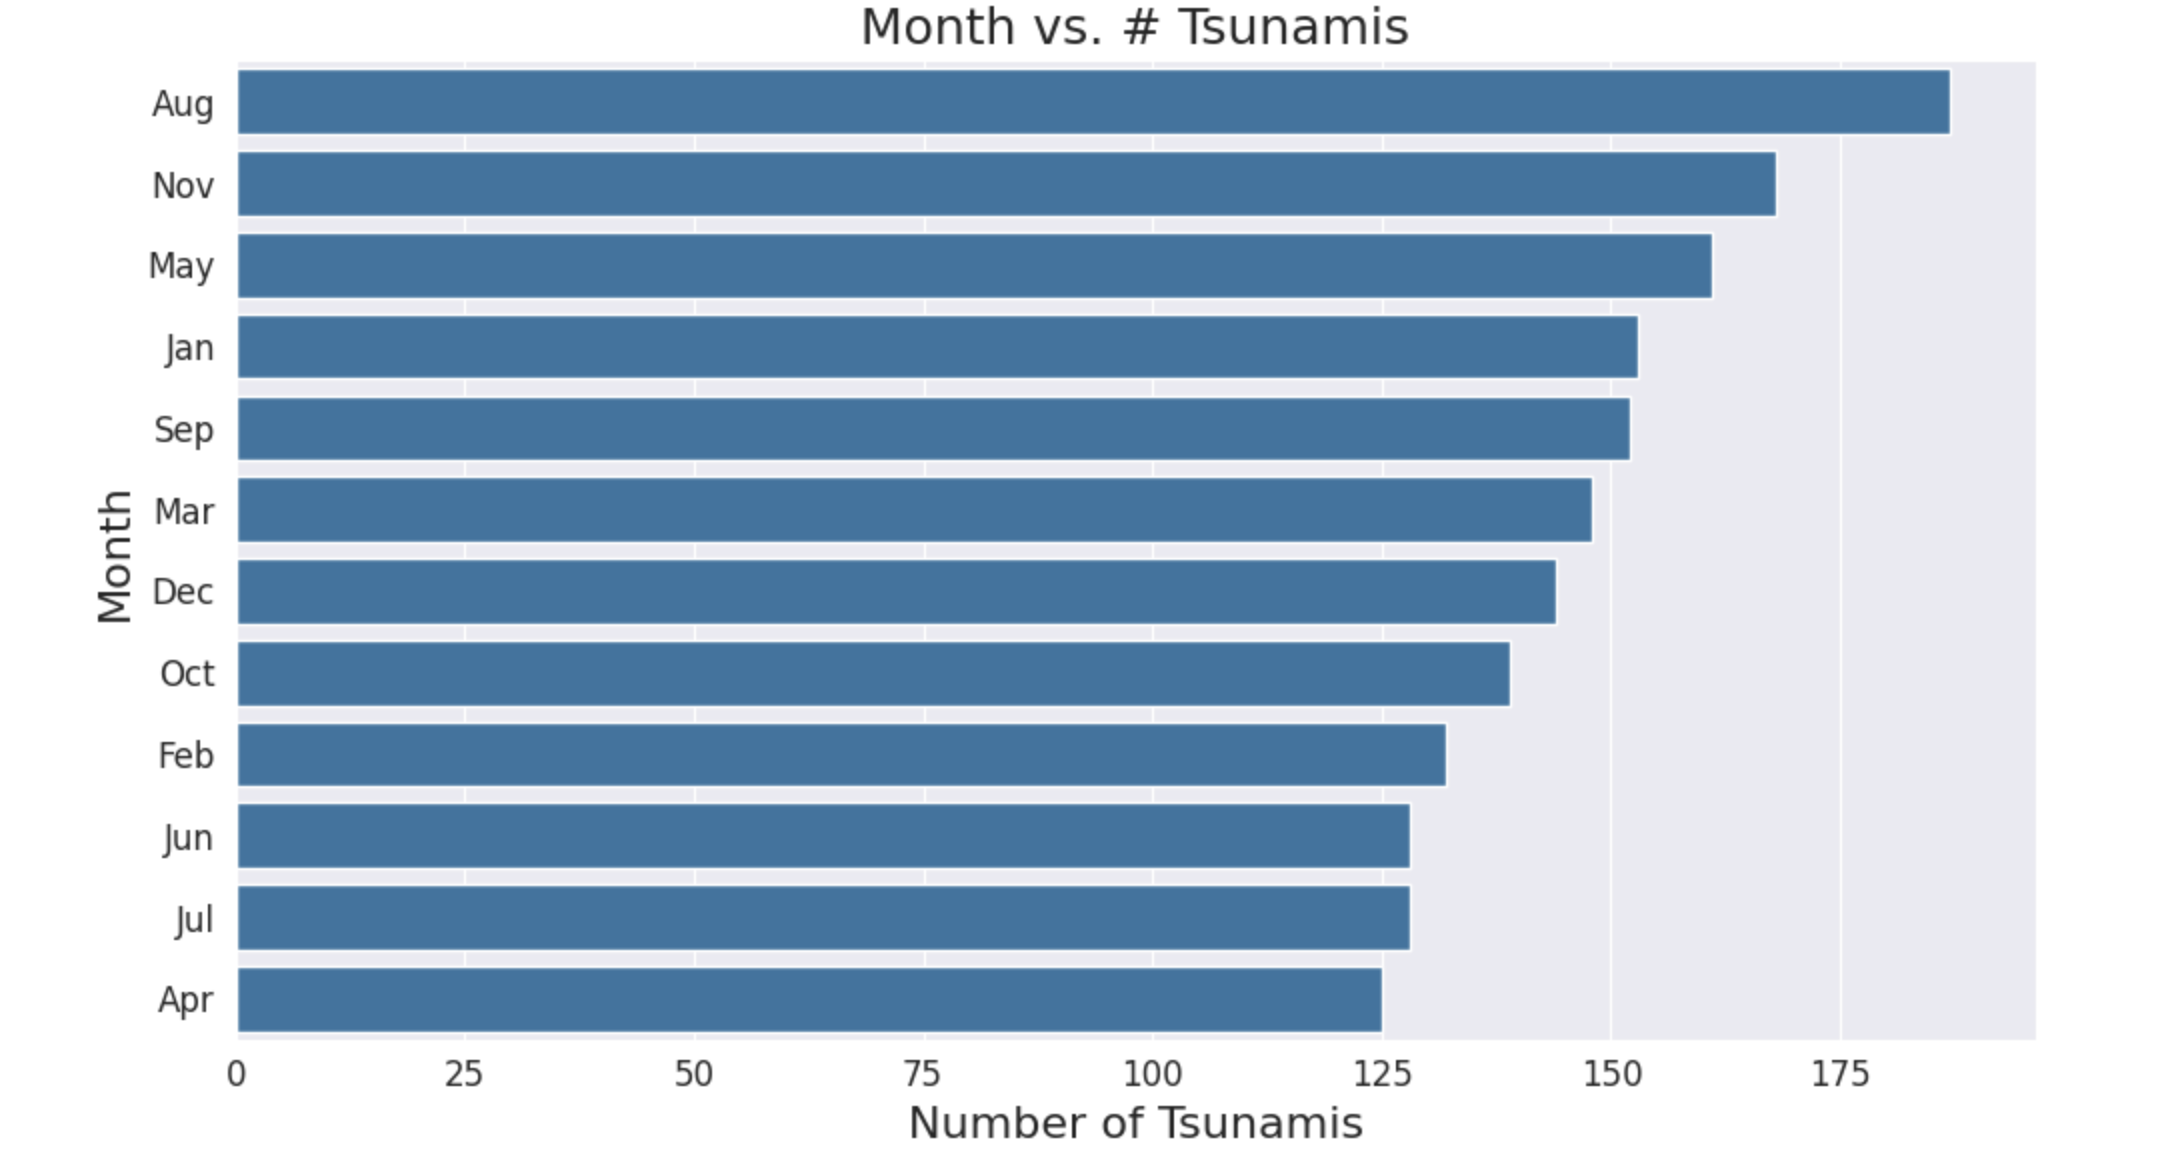 Month vs. # Tsunamis
Aug
Nov
May
Jan
Sep
Mar
Dec
Oct
Feb
Jun
Jul
Apr
Month
0 25 50 75 100 125 150 175
Number of Tsunamis